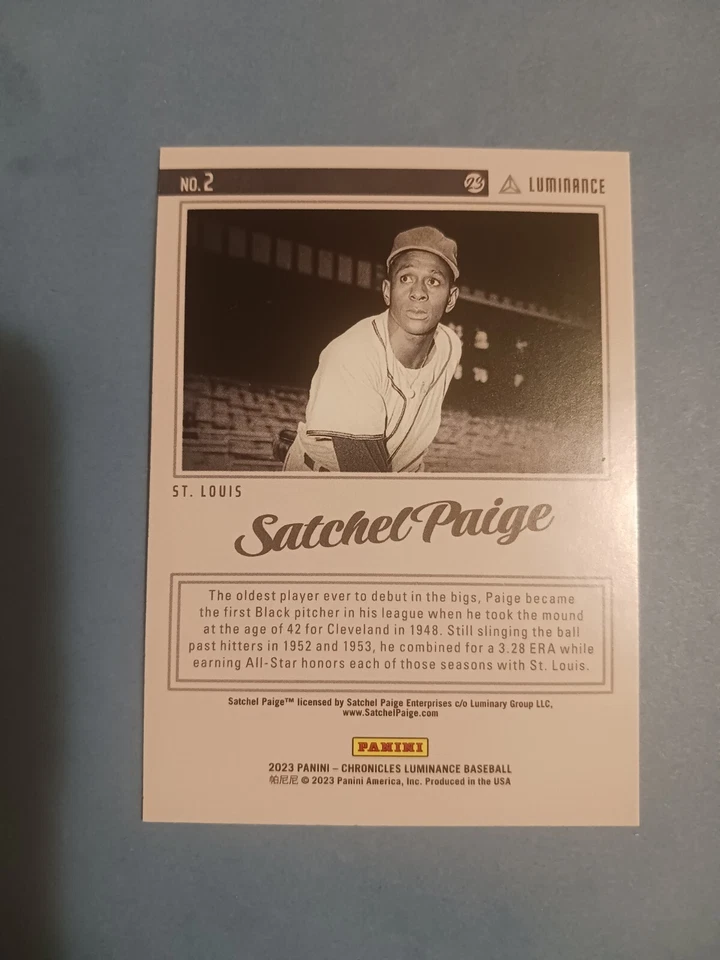 NO. 2
23
LUMINANCE
ST. LOUIS
Satchel Paige
The oldest player ever to debut in the bigs, Paige became
the first Black pitcher in his league when he took the mound
at the age of 42 for Cleveland in 1948. Still slinging the ball
past hitters in 1952 and 1953, he combined for a 3.28 ERA while
earning All-Star honors each of those seasons with St. Louis.
Satchel Paige™ licensed by Satchel Paige Enterprises c/o Luminary Group LLC,
www.SatchelPaige.com
PANINI
2023 PANINI – CHRONICLES LUMINANCE BASEBALL
帕尼尼 © 2023 Panini America, Inc. Produced in the USA